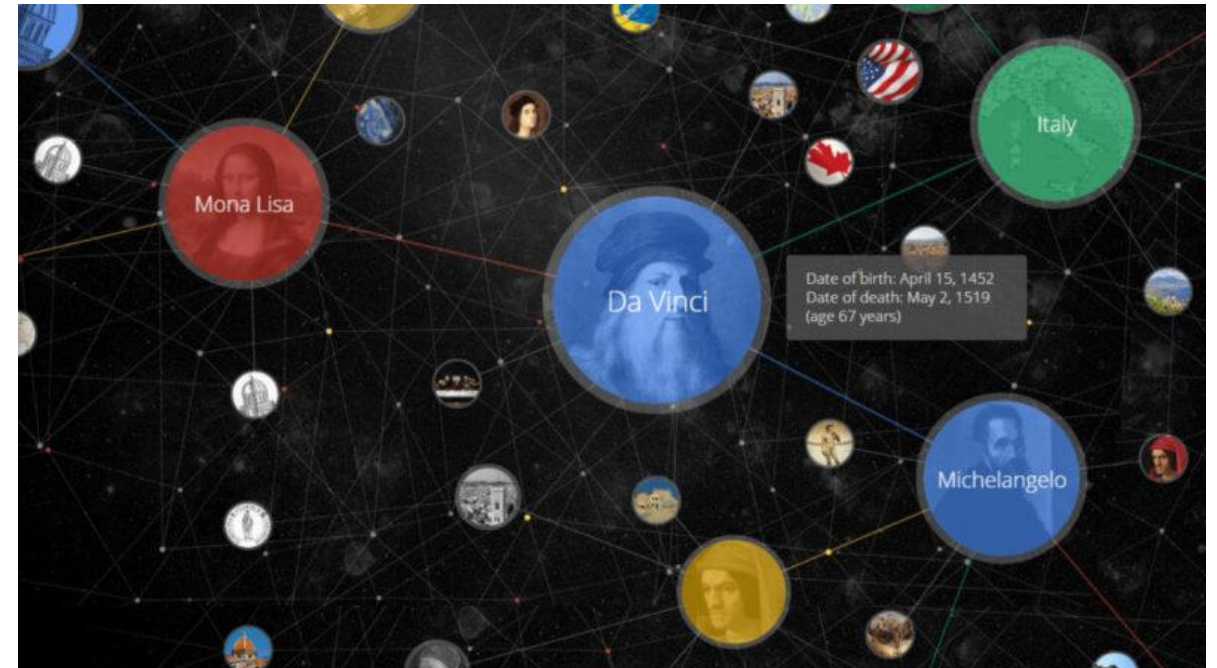 Italy
Mona Lisa
Da Vinci
Date of birth: April 15, 1452
Date of death: May 2, 1519
(age 67 years)
Michelangelo